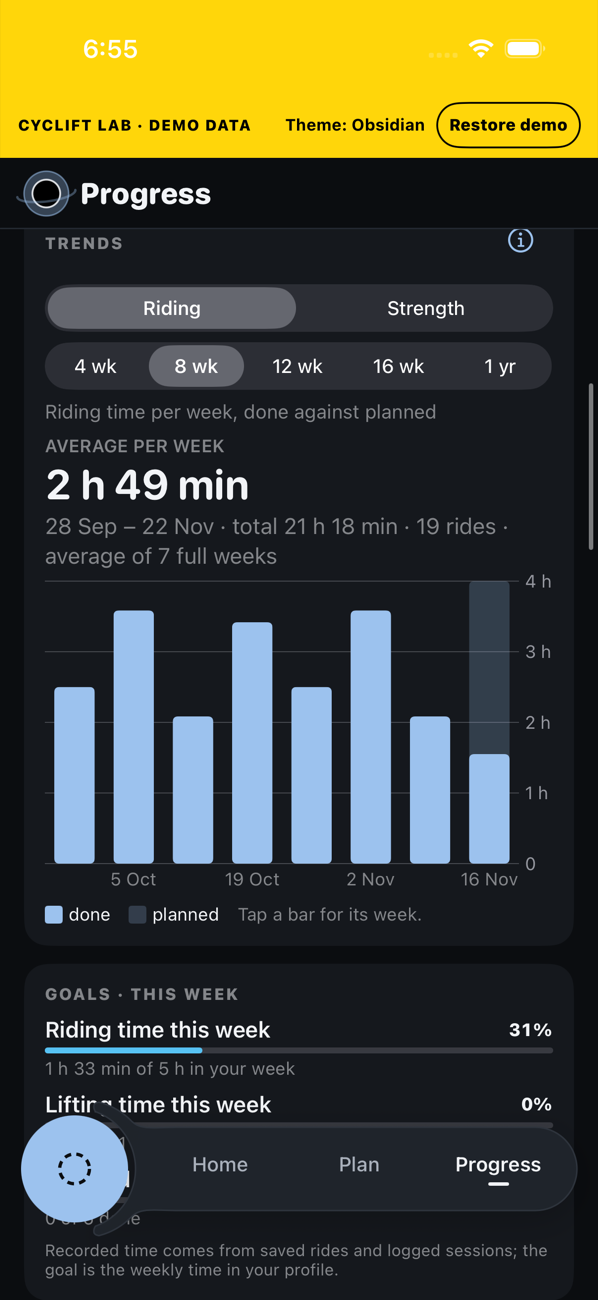 6:55
CYCLIFT LAB · DEMO DATA
Theme: Obsidian
Restore demo
Progress
TRENDS
Riding
Strength
4 wk
8 wk
12 wk
16 wk
1 yr
Riding time per week, done against planned
AVERAGE PER WEEK
2 h 49 min
28 Sep – 22 Nov · total 21 h 18 min · 19 rides ·
average of 7 full weeks
4 h
3 h
2 h
1 h
0
5 Oct
19 Oct
2 Nov
16 Nov
done
planned
Tap a bar for its week.
GOALS · THIS WEEK
Riding time this week
31%
1 h 33 min of 5 h in your week
Lifting time this week
0%
Home
Plan
Progress
Recorded time comes from saved rides and logged sessions; the
goal is the weekly time in your profile.